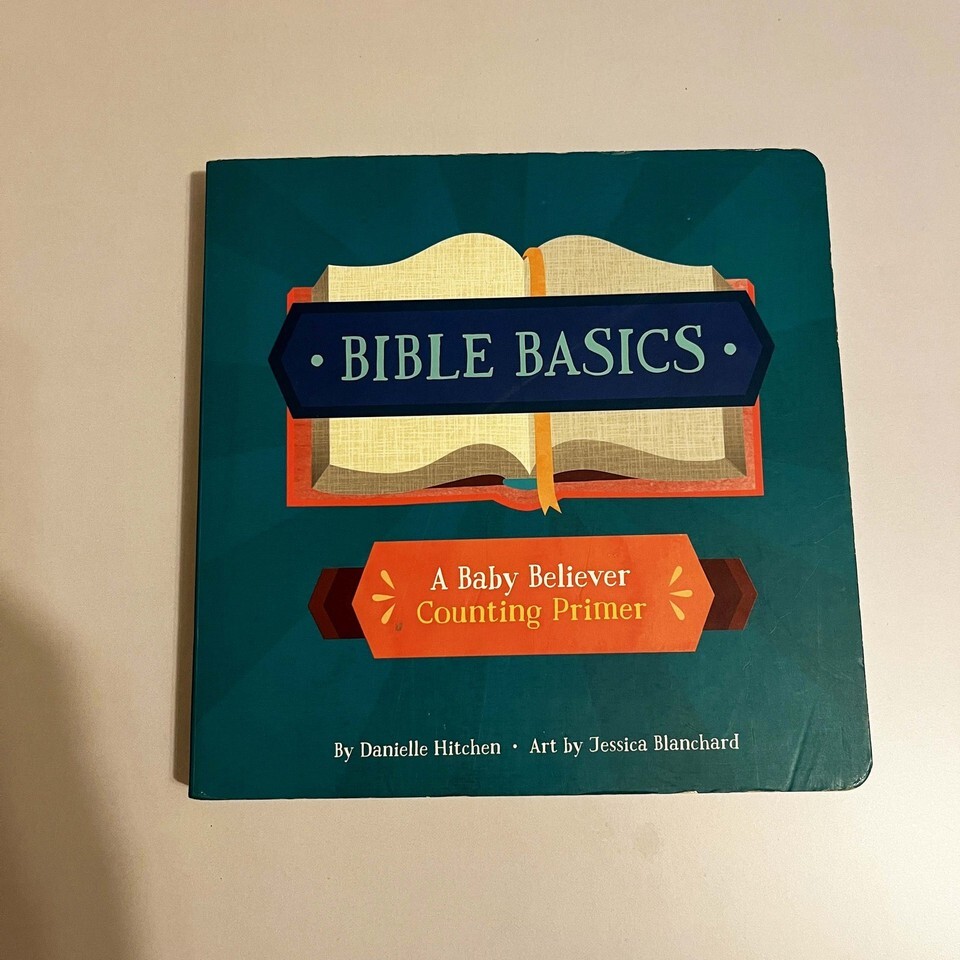 • BIBLE BASICS •
A Baby Believer
Counting Primer
By Danielle Hitchen • Art by Jessica Blanchard